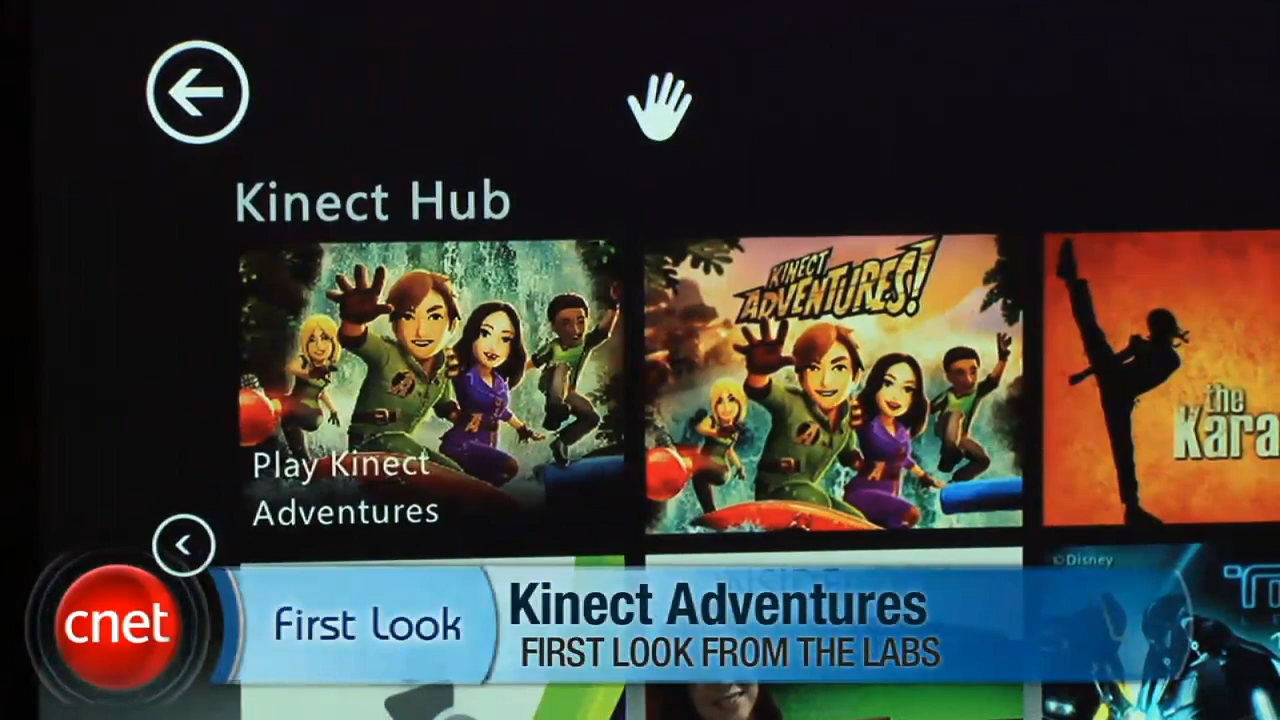 Kinect Hub
KINECT
ADVENTURES!
the
Kara
Play Kinect
Adventures
©Disney
cnet
First Look
Kinect Adventures
FIRST LOOK FROM THE LABS